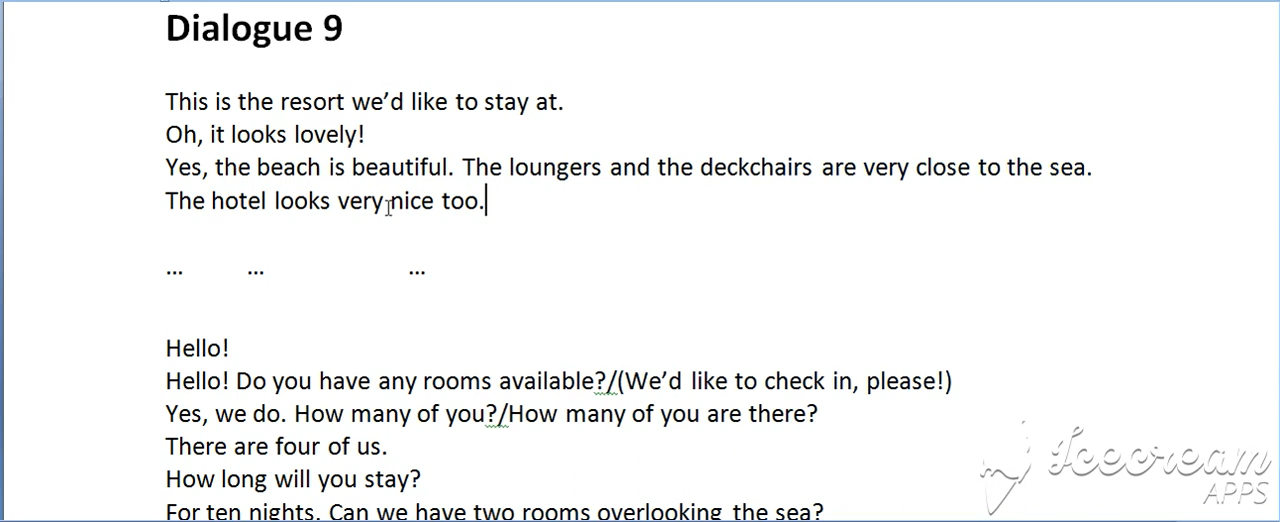 Dialogue 9
This is the resort we’d like to stay at.
Oh, it looks lovely!
Yes, the beach is beautiful. The loungers and the deckchairs are very close to the sea.
The hotel looks very nice too.
... ... ...
Hello!
Hello! Do you have any rooms available?/(We’d like to check in, please!)
Yes, we do. How many of you?/How many of you are there?
There are four of us.
How long will you stay?
For ten nights. Can we have two rooms overlooking the sea?
Icecream
APPS